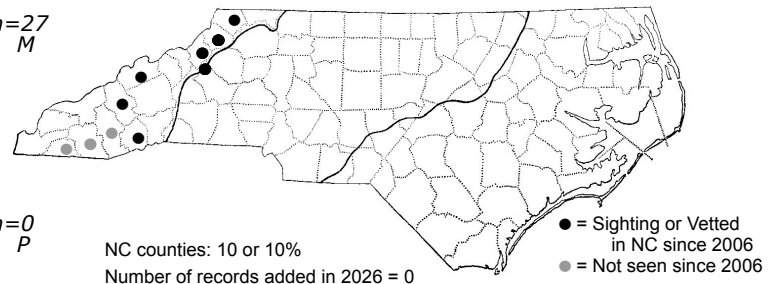 n=27
M
n=0
P
NC counties: 10 or 10%
Number of records added in 2026 = 0
● = Sighting or Vetted
in NC since 2006
● = Not seen since 2006